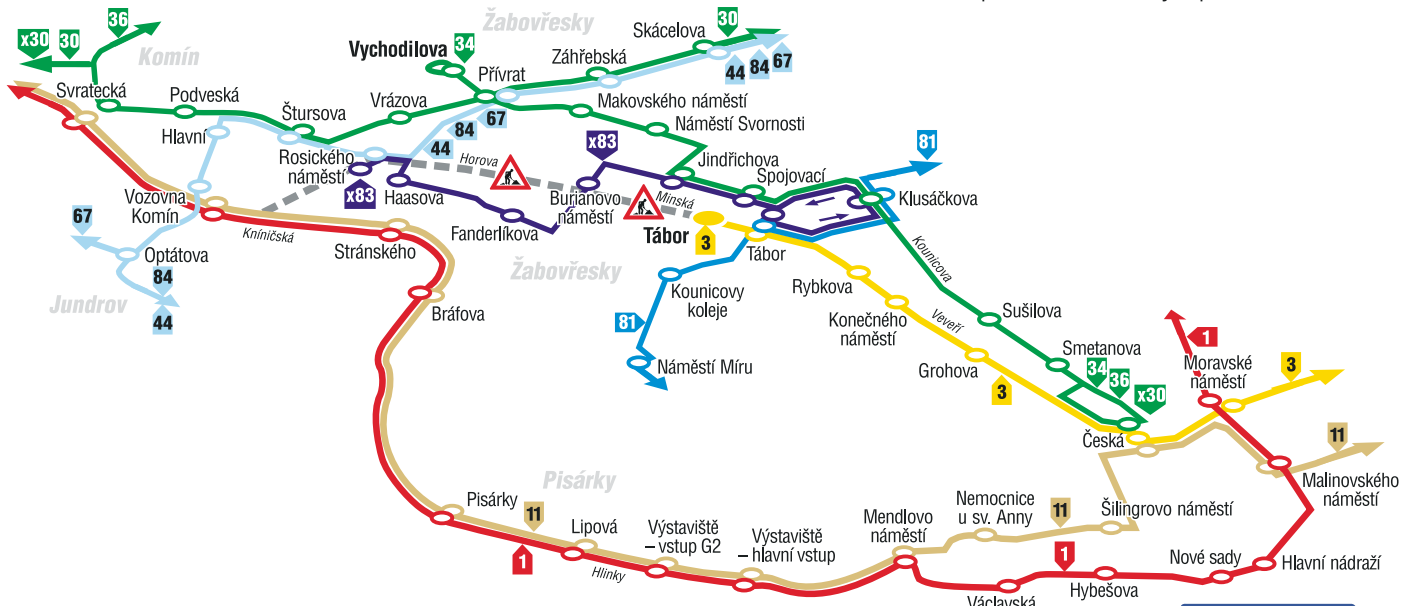 x30
30
36
Komín
Žabovřesky
Skácelova
30
Vychodilova
34
Záhřebská
44
84
67
Přívrat
Svratecká
Podveská
Vrázova
Makovského náměstí
Štursova
Náměstí Svornosti
Hlavní
67
84
44
Rosického
náměstí
Horova
x83
81
Jindřichova
Spojovací
x83
Haasová
Minská
Klusáčkova
Vozovna
Komín
Burianovo
náměstí
67
Kníničská
Fanderlíkova
Tábor
3
Tábor
Kounicova
Optátova
Stránského
Žabovřesky
84
Jundrov
44
Bráfova
Kounicovy
koleje
Rybkova
81
Konečného
náměstí
Veveří
Sušilova
Náměstí Míru
Grohova
3
Smetanova
34
36
x30
1
Moravské
náměstí
3
Česká
11
Pisárky
Pisárky
11
1
Lipová
Hlinky
Výstaviště
– vstup G2
Výstaviště
– hlavní vstup
Mendlovo
náměstí
Nemocnice
u sv. Anny
11
Šilingrovo náměstí
Malinovského
náměstí
1
Václavská
Hybešova
Nové sady
Hlavní nádraží